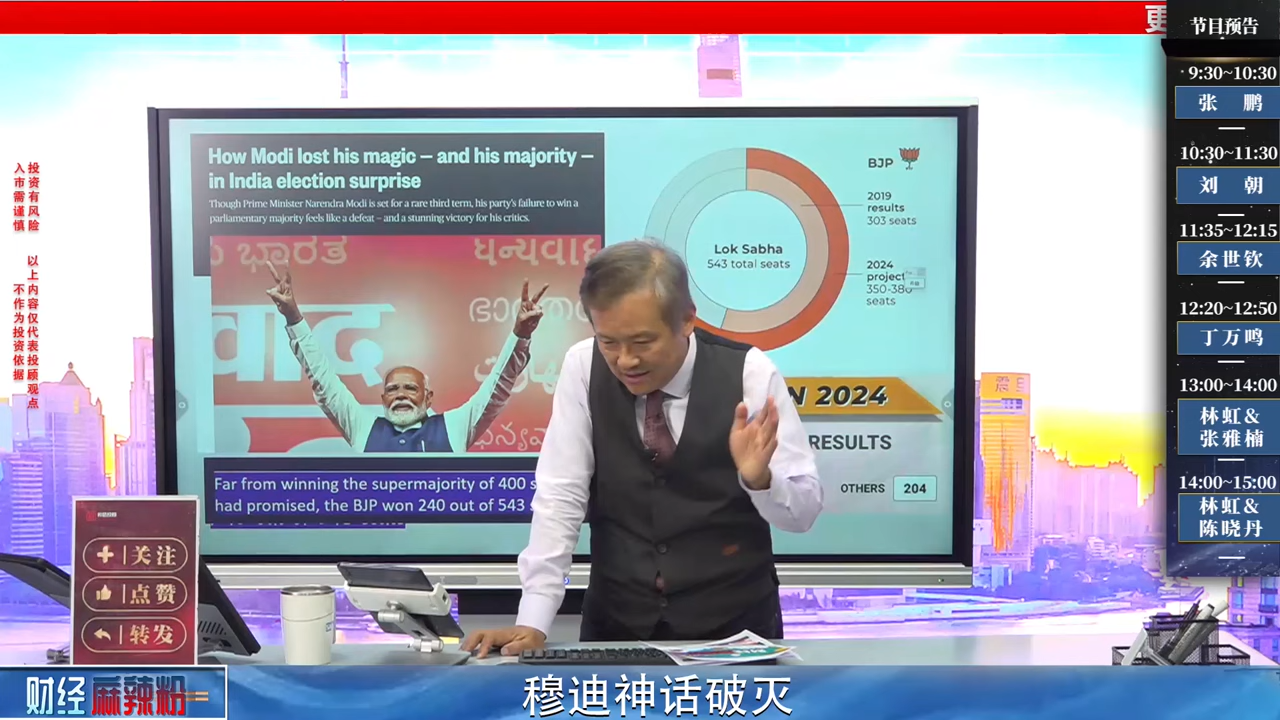 更
节目预告
9:30~10:30
张 鹏
10:30~11:30
刘 朝
11:35~12:15
余世钦
12:20~12:50
丁万鸣
13:00~14:00
林虹&
张雅楠
14:00~15:00
林虹&
陈晓丹
投资有风险 以上内容仅代表投顾观点
入市需谨慎 不作为投资依据
How Modi lost his magic – and his majority –
in India election surprise
Though Prime Minister Narendra Modi is set for a rare third term, his party's failure to win a
parliamentary majority feels like a defeat – and a stunning victory for his critics.
భారత
ધન્યવાદ
वाद
Far from winning the supermajority of 400 s
had promised, the BJP won 240 out of 543 s
BJP
2019
results
303 seats
Lok Sabha
543 total seats
2024
project
350-380
seats
N 2024
RESULTS
OTHERS 204
关注
点赞
转发
财经麻辣粉
穆迪神话破灭